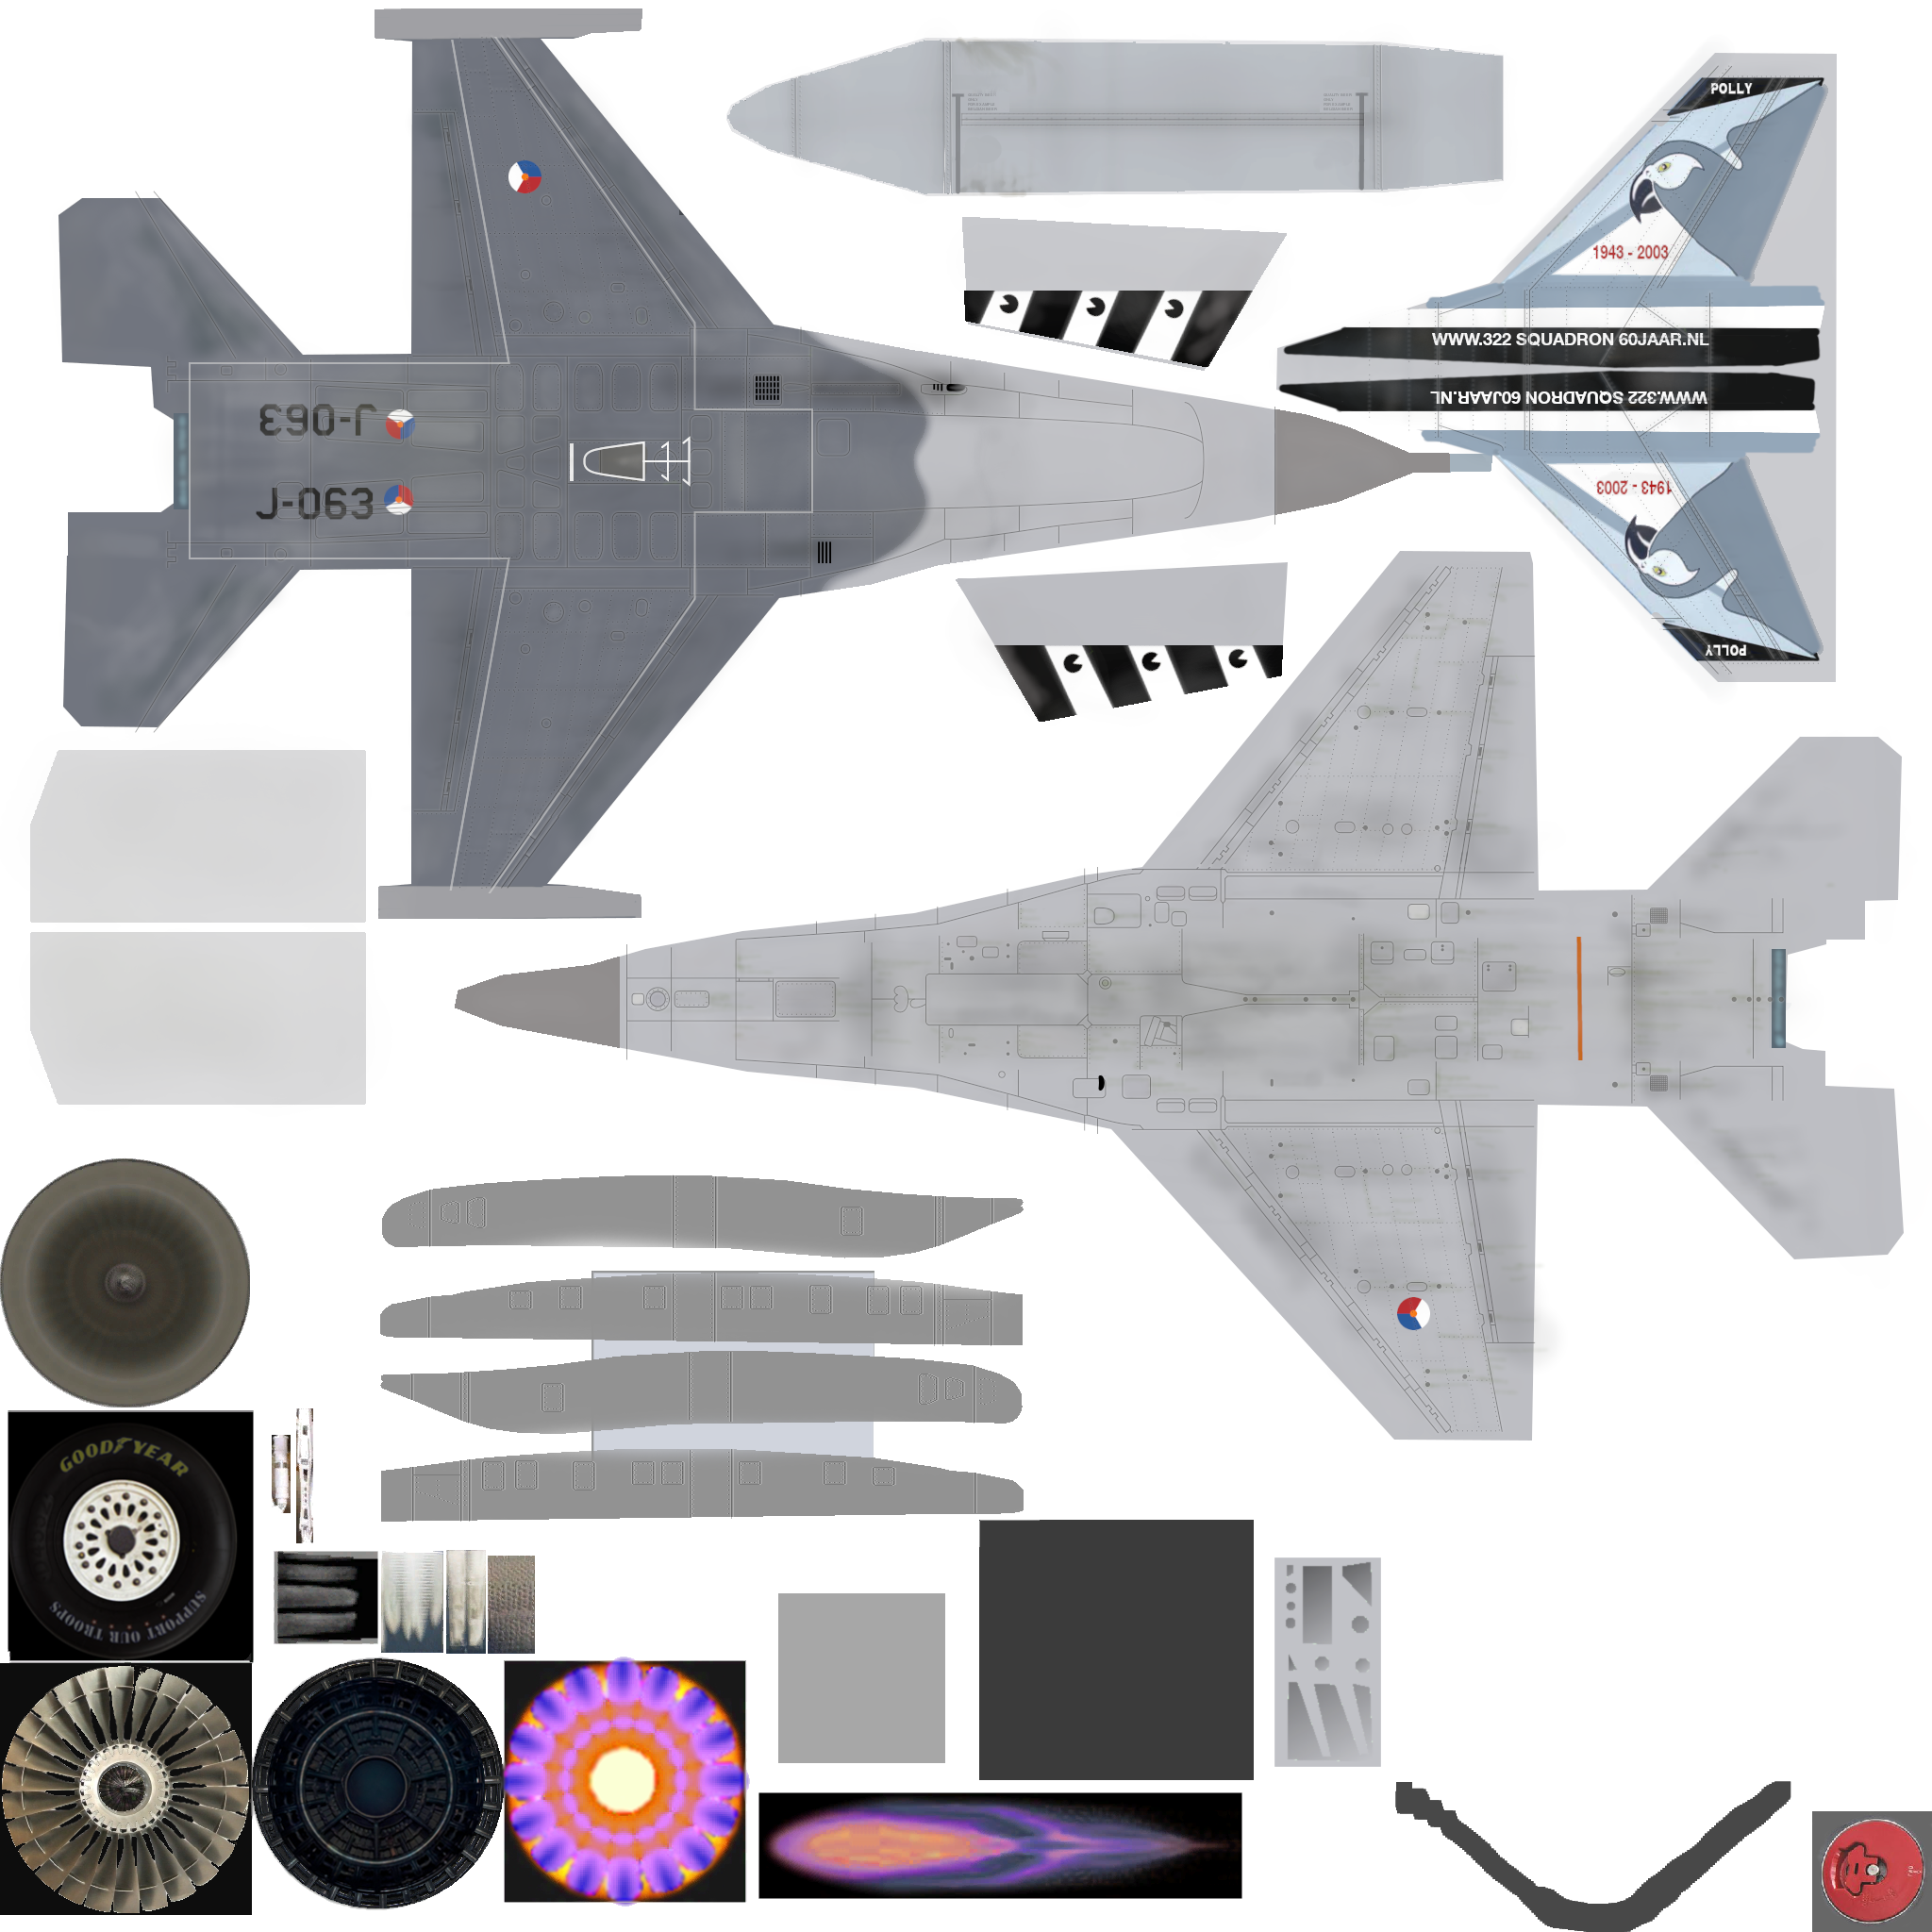 POLLY
1943 - 2003
WWW.322 SQUADRON 60JAAR.NL
WWW.322 SQUADRON 60JAAR.NL
J-063
J-063
1943 - 2003
POLLY
GOODYEAR
SUPPORT OUR TROOPS